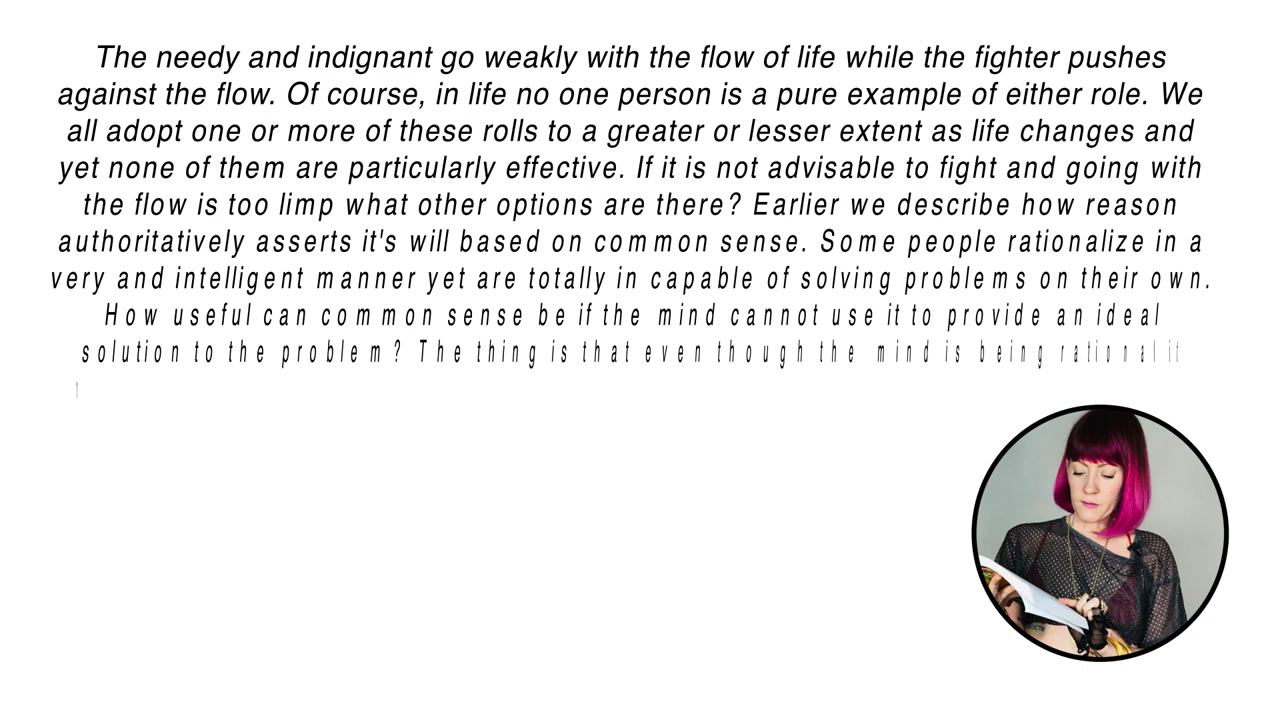 The needy and indignant go weakly with the flow of life while the fighter pushes
against the flow. Of course, in life no one person is a pure example of either role. We
all adopt one or more of these rolls to a greater or lesser extent as life changes and
yet none of them are particularly effective. If it is not advisable to fight and going with
the flow is too limp what other options are there? Earlier we describe how reason
authoritatively asserts it's will based on common sense. Some people rationalize in a
very and intelligent manner yet are totally in capable of solving problems on their own.
How useful can common sense be if the mind cannot use it to provide an ideal
solution to the problem? The thing is that even though the mind is being rational it